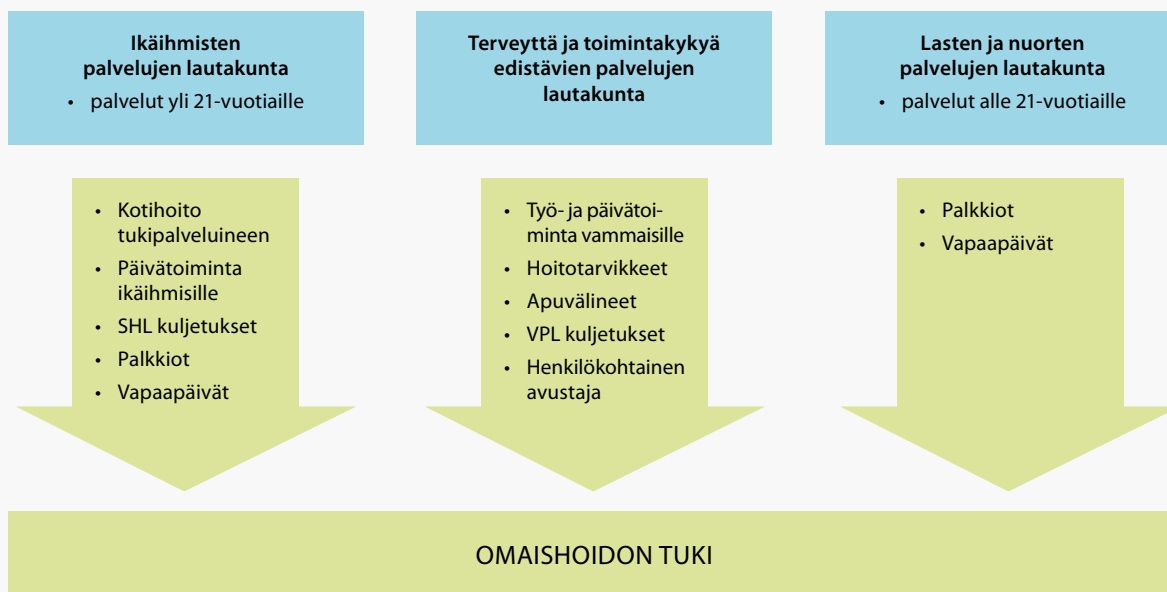 Ikäihmisten
palvelujen lautakunta
• palvelut yli 21-vuotiaille
Terveyttä ja toimintakykyä
edistävien palvelujen
lautakunta
Lasten ja nuorten
palvelujen lautakunta
• palvelut alle 21-vuotiaille
• Kotihoito
tukipalveluineen
• Päivätoiminta
ikäihmisille
• SHL kuljetukset
• Palkkiot
• Vapaapäivät
• Työ- ja päivätoi-
minta vammaisille
• Hoitotarvikkeet
• Apuvälineet
• VPL kuljetukset
• Henkilökohtainen
avustaja
• Palkkiot
• Vapaapäivät
OMAISHOIDON TUKI